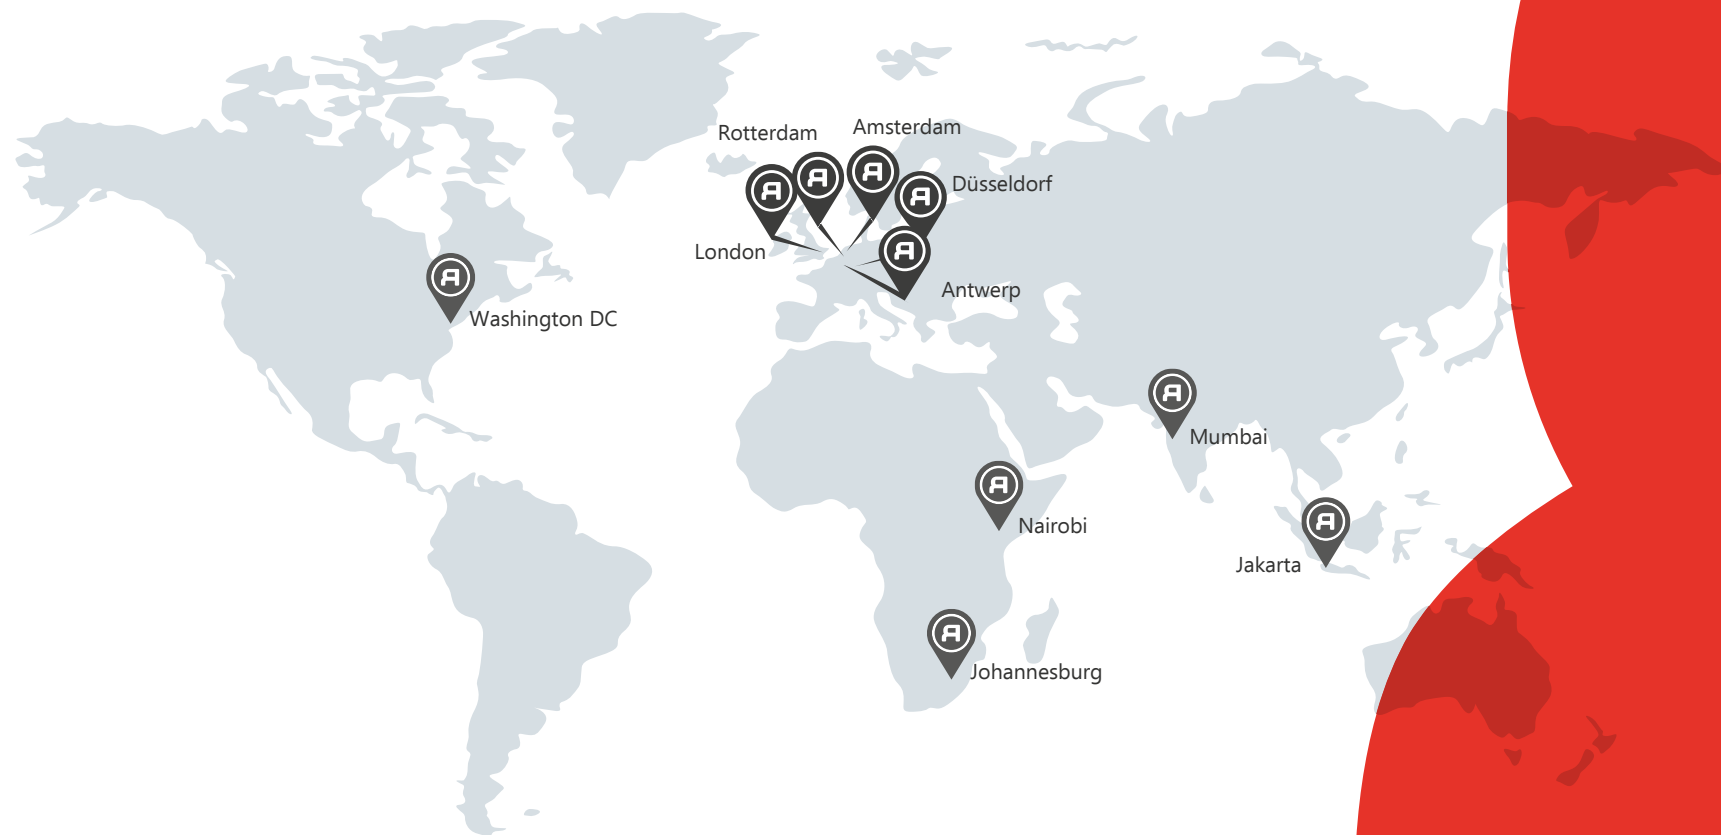 Rotterdam
Amsterdam
Düsseldorf
London
Antwerp
Washington DC
Mumbai
Nairobi
Jakarta
Johannesburg